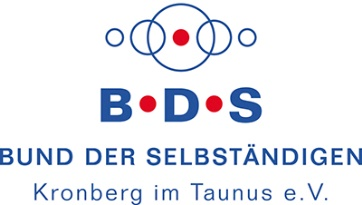 B•D•S
BUND DER SELBSTÄNDIGEN
Kronberg im Taunus e.V.